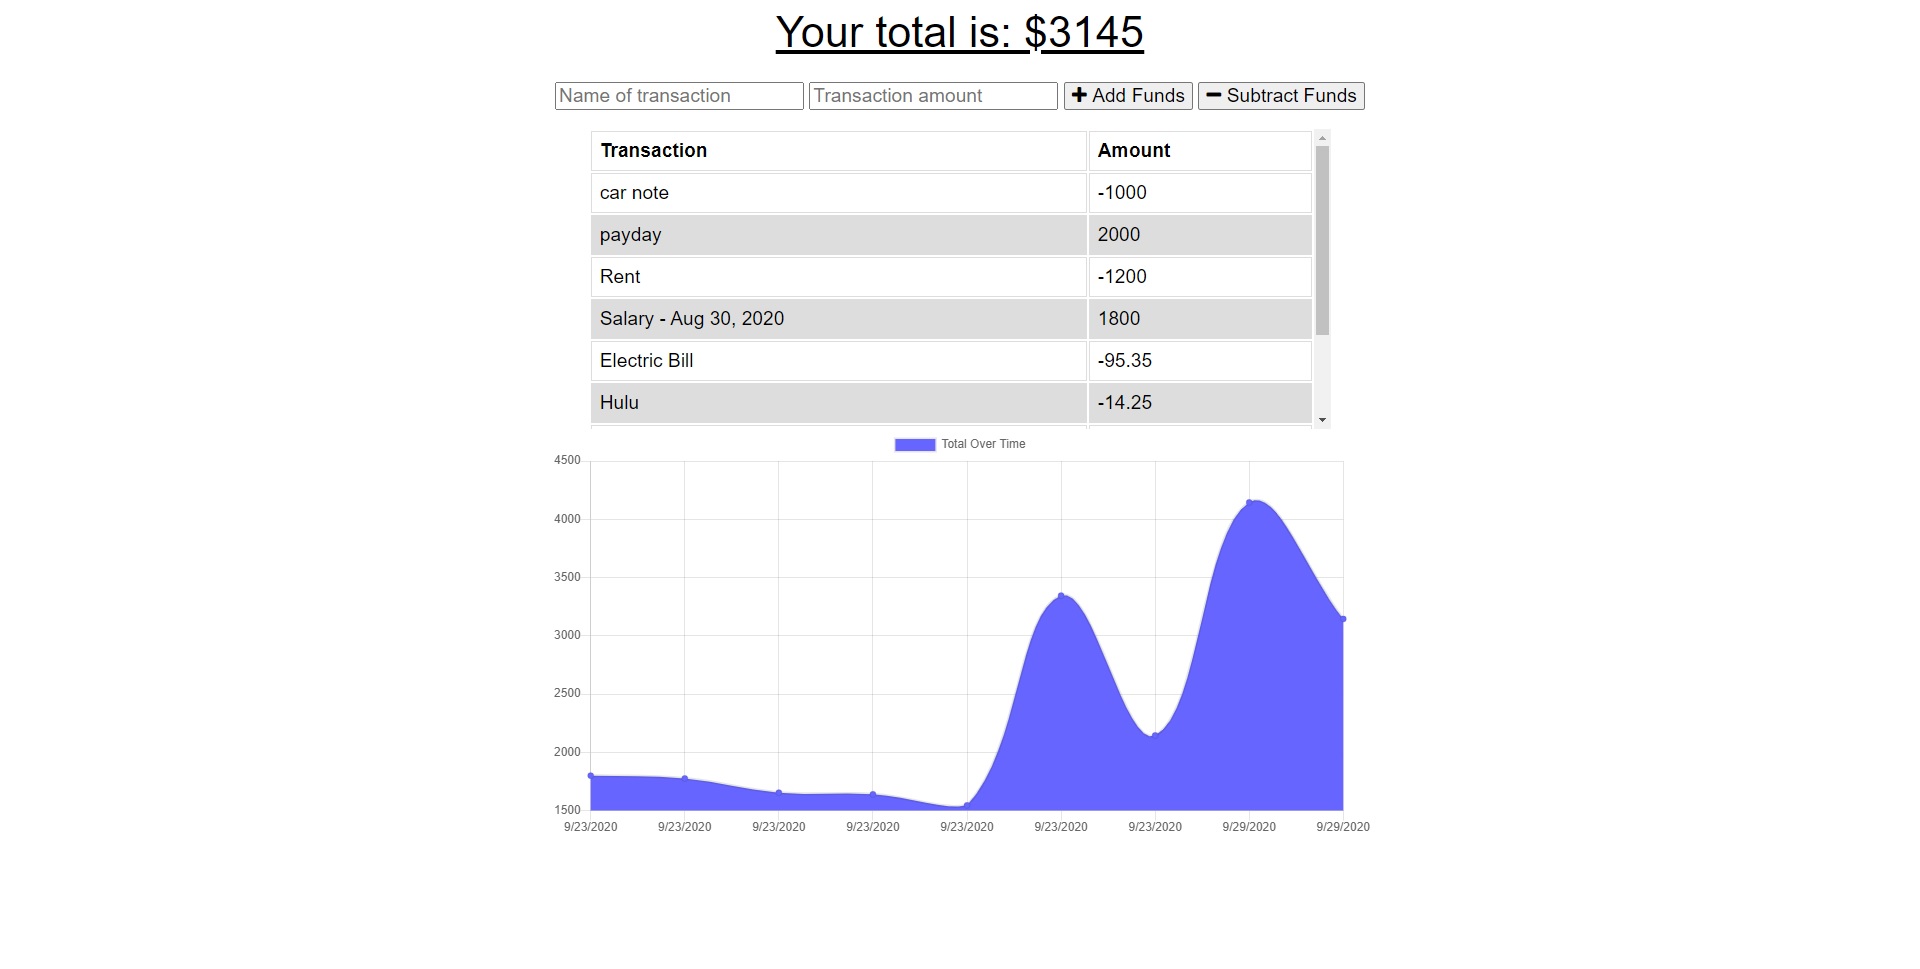 Your total is: $3145
Name of transaction Transaction amount Add Funds Subtract Funds
Transaction Amount
car note -1000
payday 2000
Rent -1200
Salary - Aug 30, 2020 1800
Electric Bill -95.35
Hulu -14.25
Total Over Time
4500
4000
3500
3000
2500
2000
1500
9/23/2020 9/23/2020 9/23/2020 9/23/2020 9/23/2020 9/23/2020 9/23/2020 9/29/2020 9/29/2020